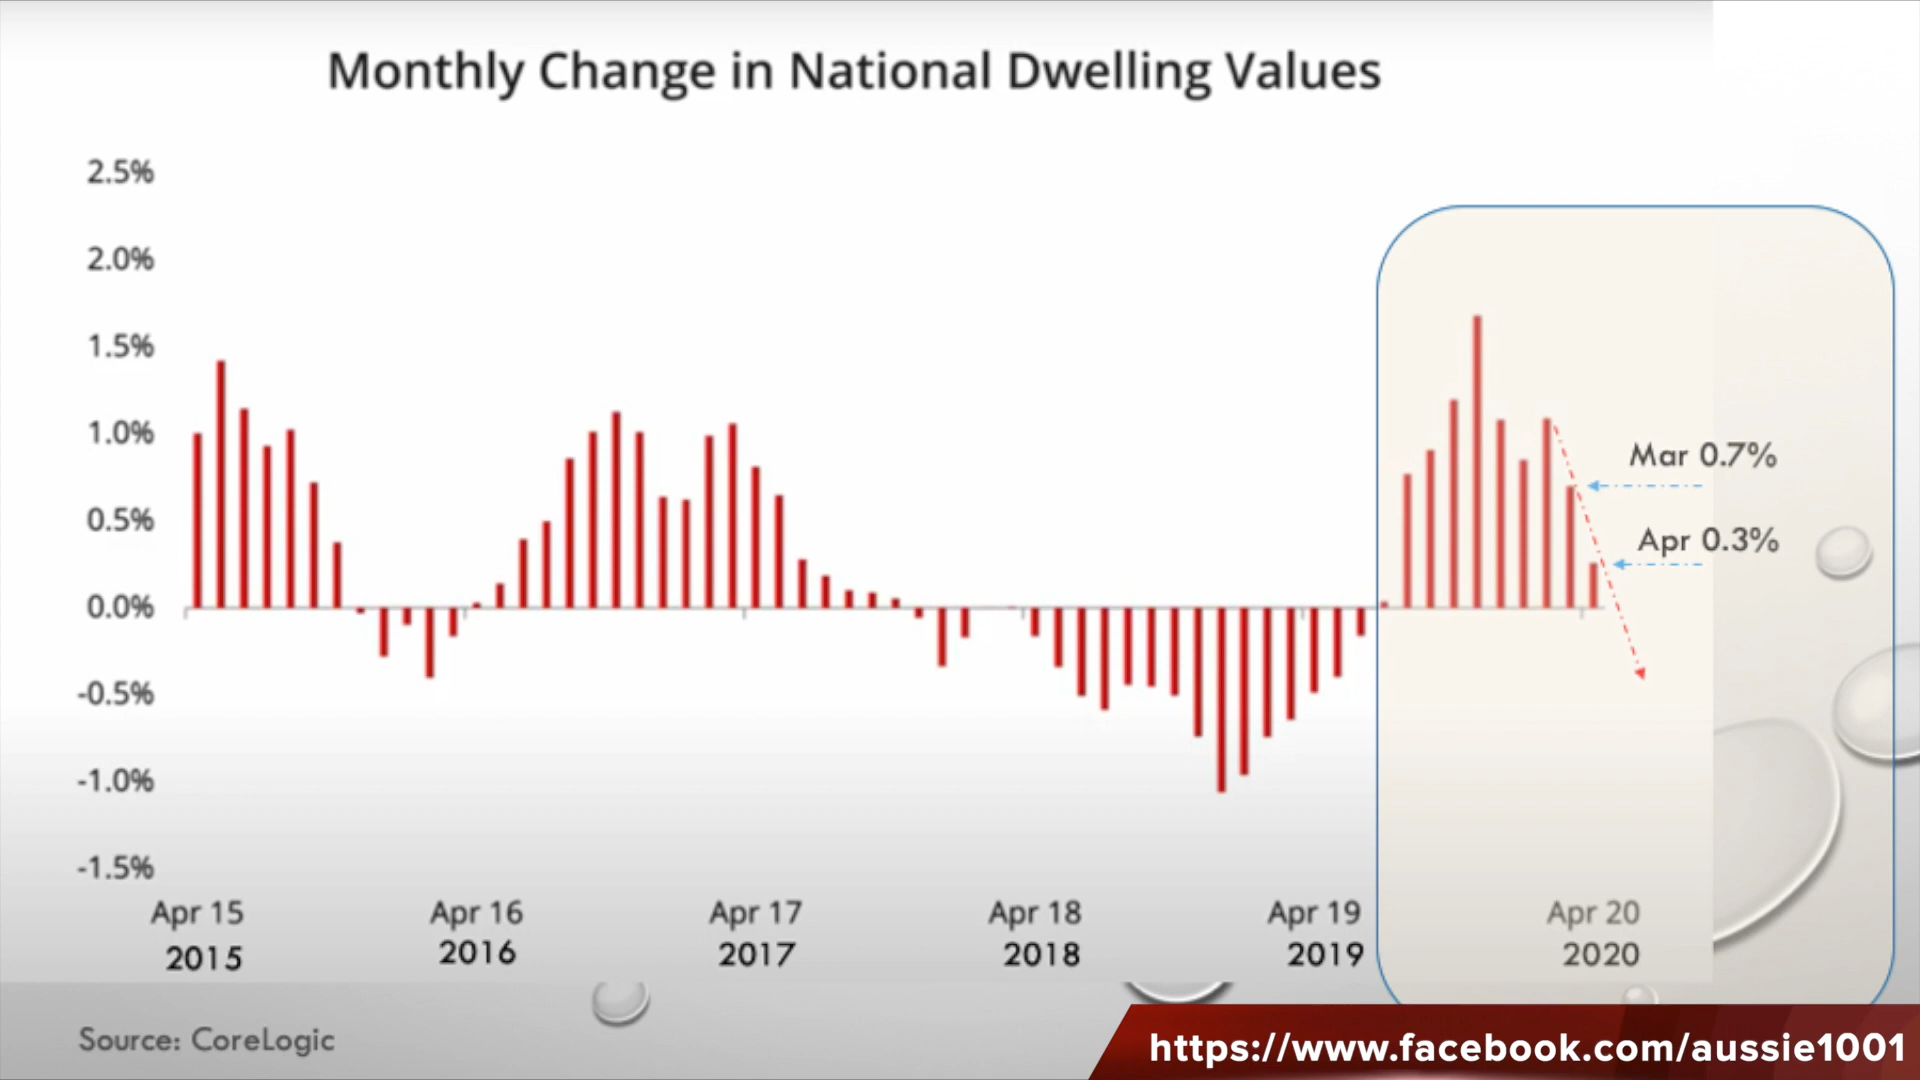 Monthly Change in National Dwelling Values
2.5%
2.0%
1.5%
1.0%
0.5%
0.0%
-0.5%
-1.0%
-1.5%
Mar 0.7%
Apr 0.3%
Apr 15 Apr 16 Apr 17 Apr 18 Apr 19 Apr 20
2015 2016 2017 2018 2019 2020
Source: CoreLogic
https://www.facebook.com/aussie1001